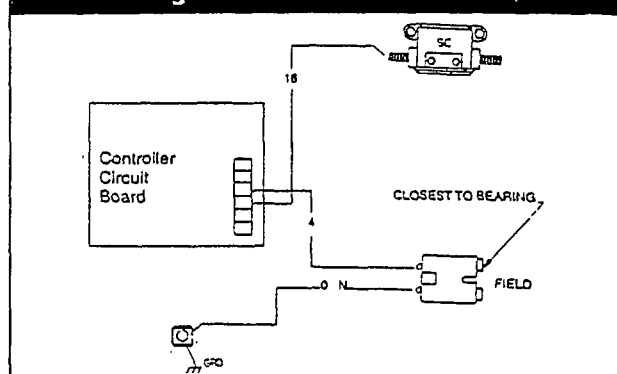 SC
16
Controller
Circuit
Board
CLOSEST TO BEARING
4
FIELD
0 N
GRD